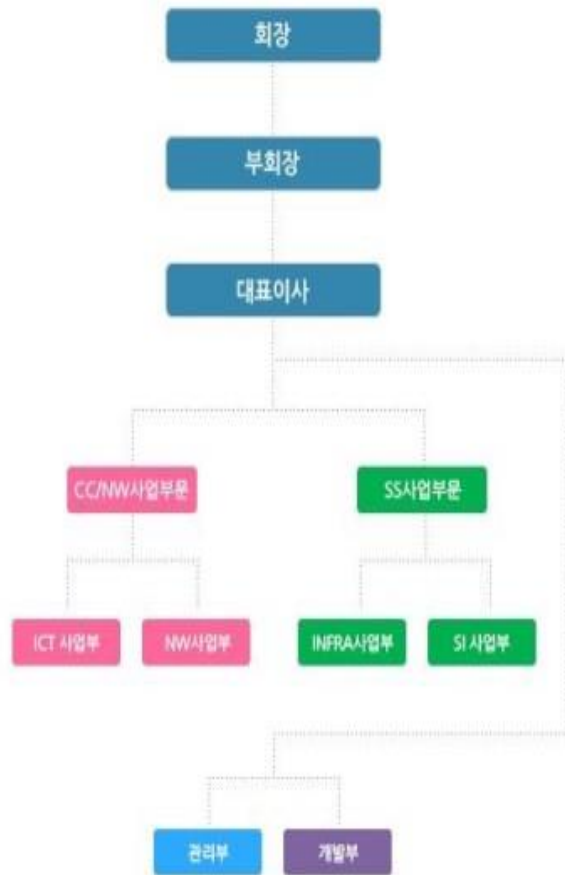 회장
부회장
대표이사
CC/NW사업부문
SS사업부문
ICT 사업부
NW사업부
INFRA사업부
SI 사업부
관리부
개발부